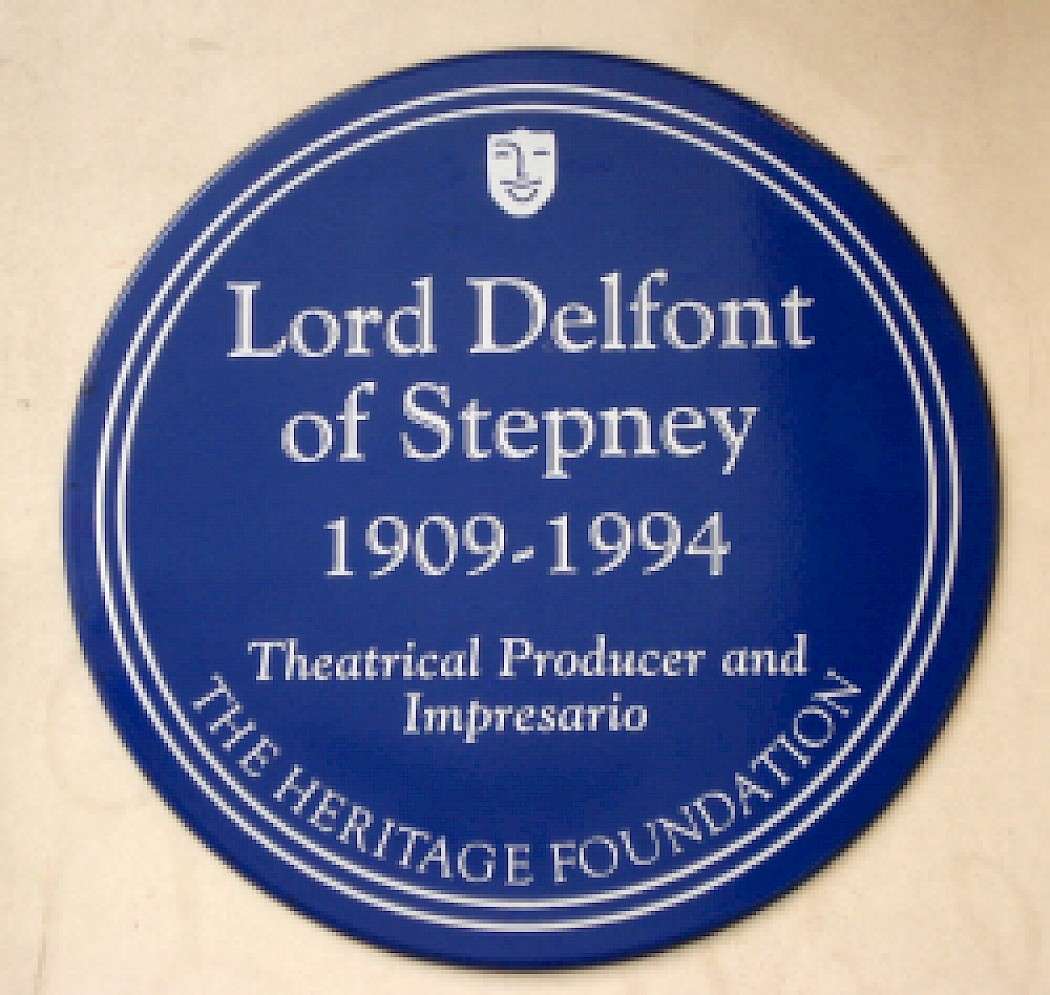 Lord Delfont
of Stepney
1909-1994
Theatrical Producer and
Impresario
THE HERITAGE FOUNDATION